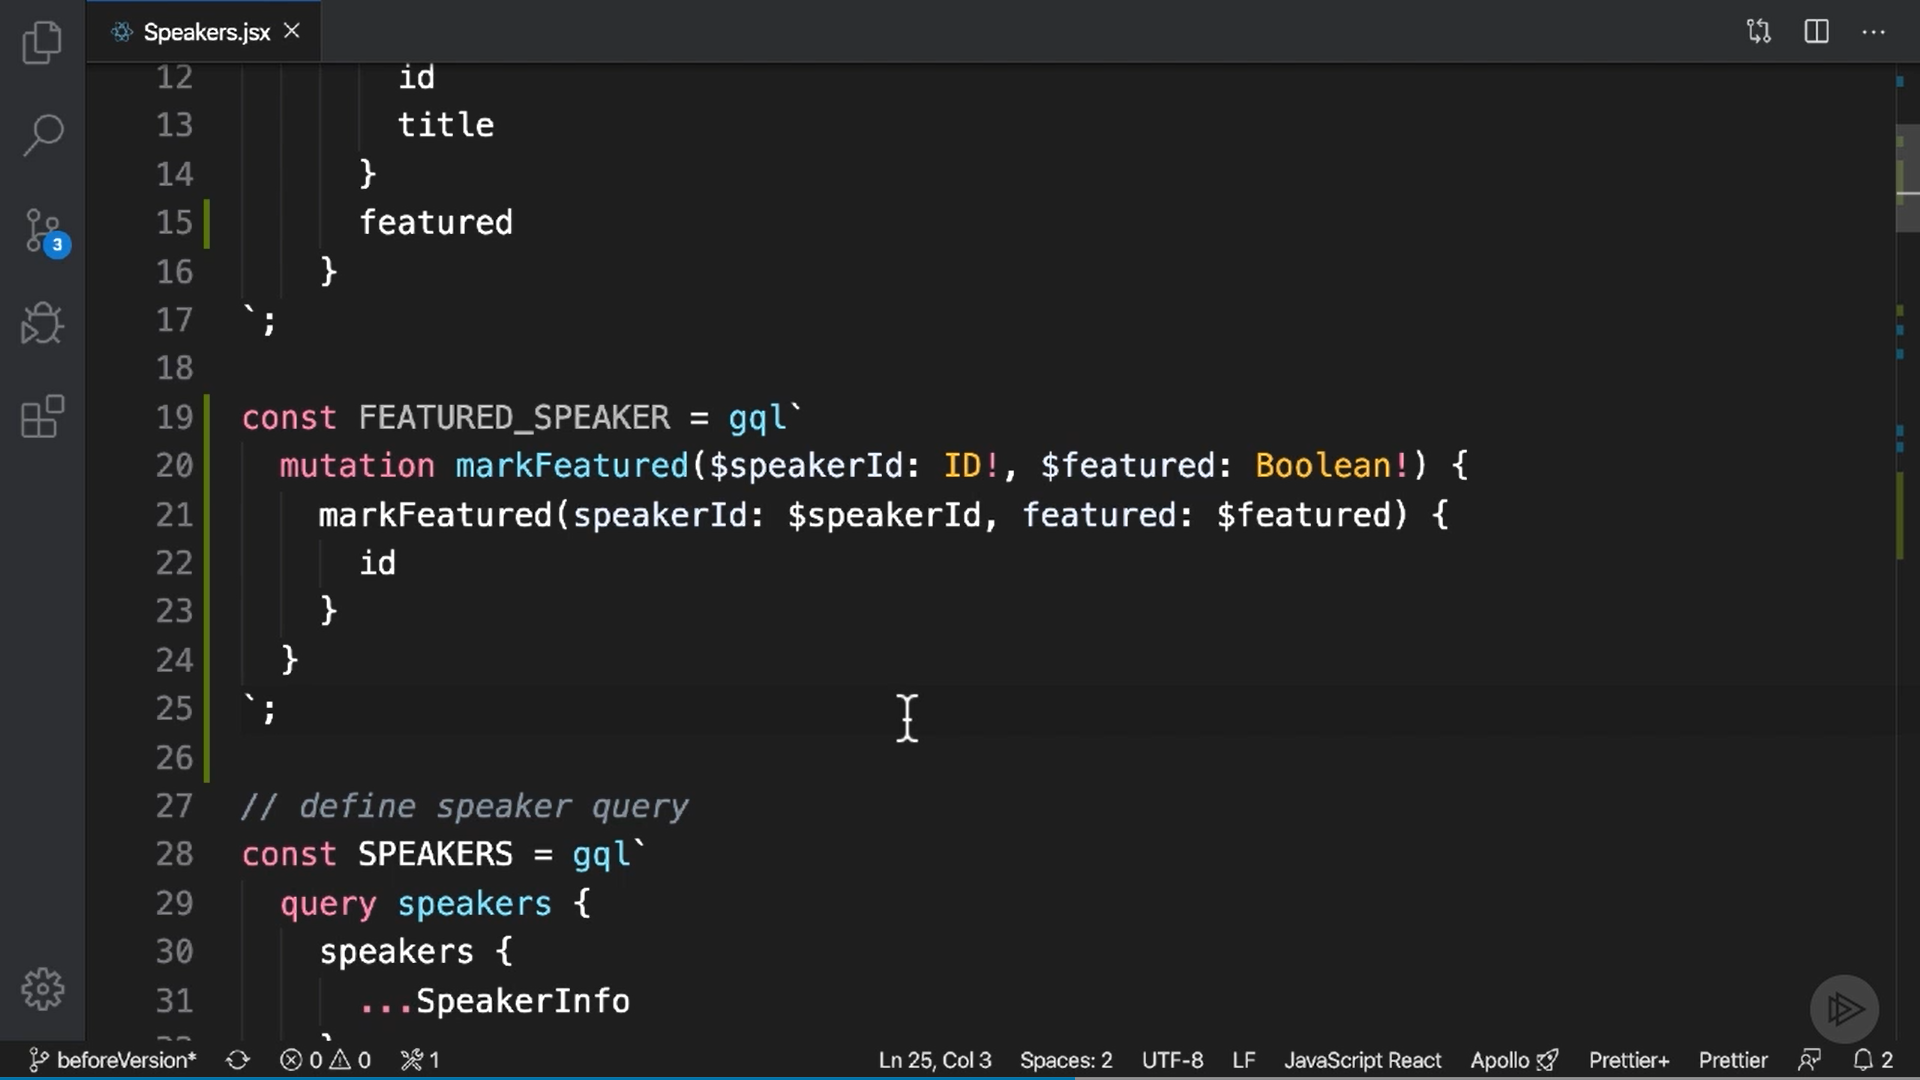 Speakers.jsx
12 id
13 title
14 }
15 featured
16 }
17 `;
18
19 const FEATURED_SPEAKER = gql`
20 mutation markFeatured($speakerId: ID!, $featured: Boolean!) {
21 markFeatured(speakerId: $speakerId, featured: $featured) {
22 id
23 }
24 }
25 `;
26
27 // define speaker query
28 const SPEAKERS = gql`
29 query speakers {
30 speakers {
31 ...SpeakerInfo
3
beforeVersion* 0 0 1 Ln 25, Col 3 Spaces: 2 UTF-8 LF JavaScript React Apollo Prettier+ Prettier 2